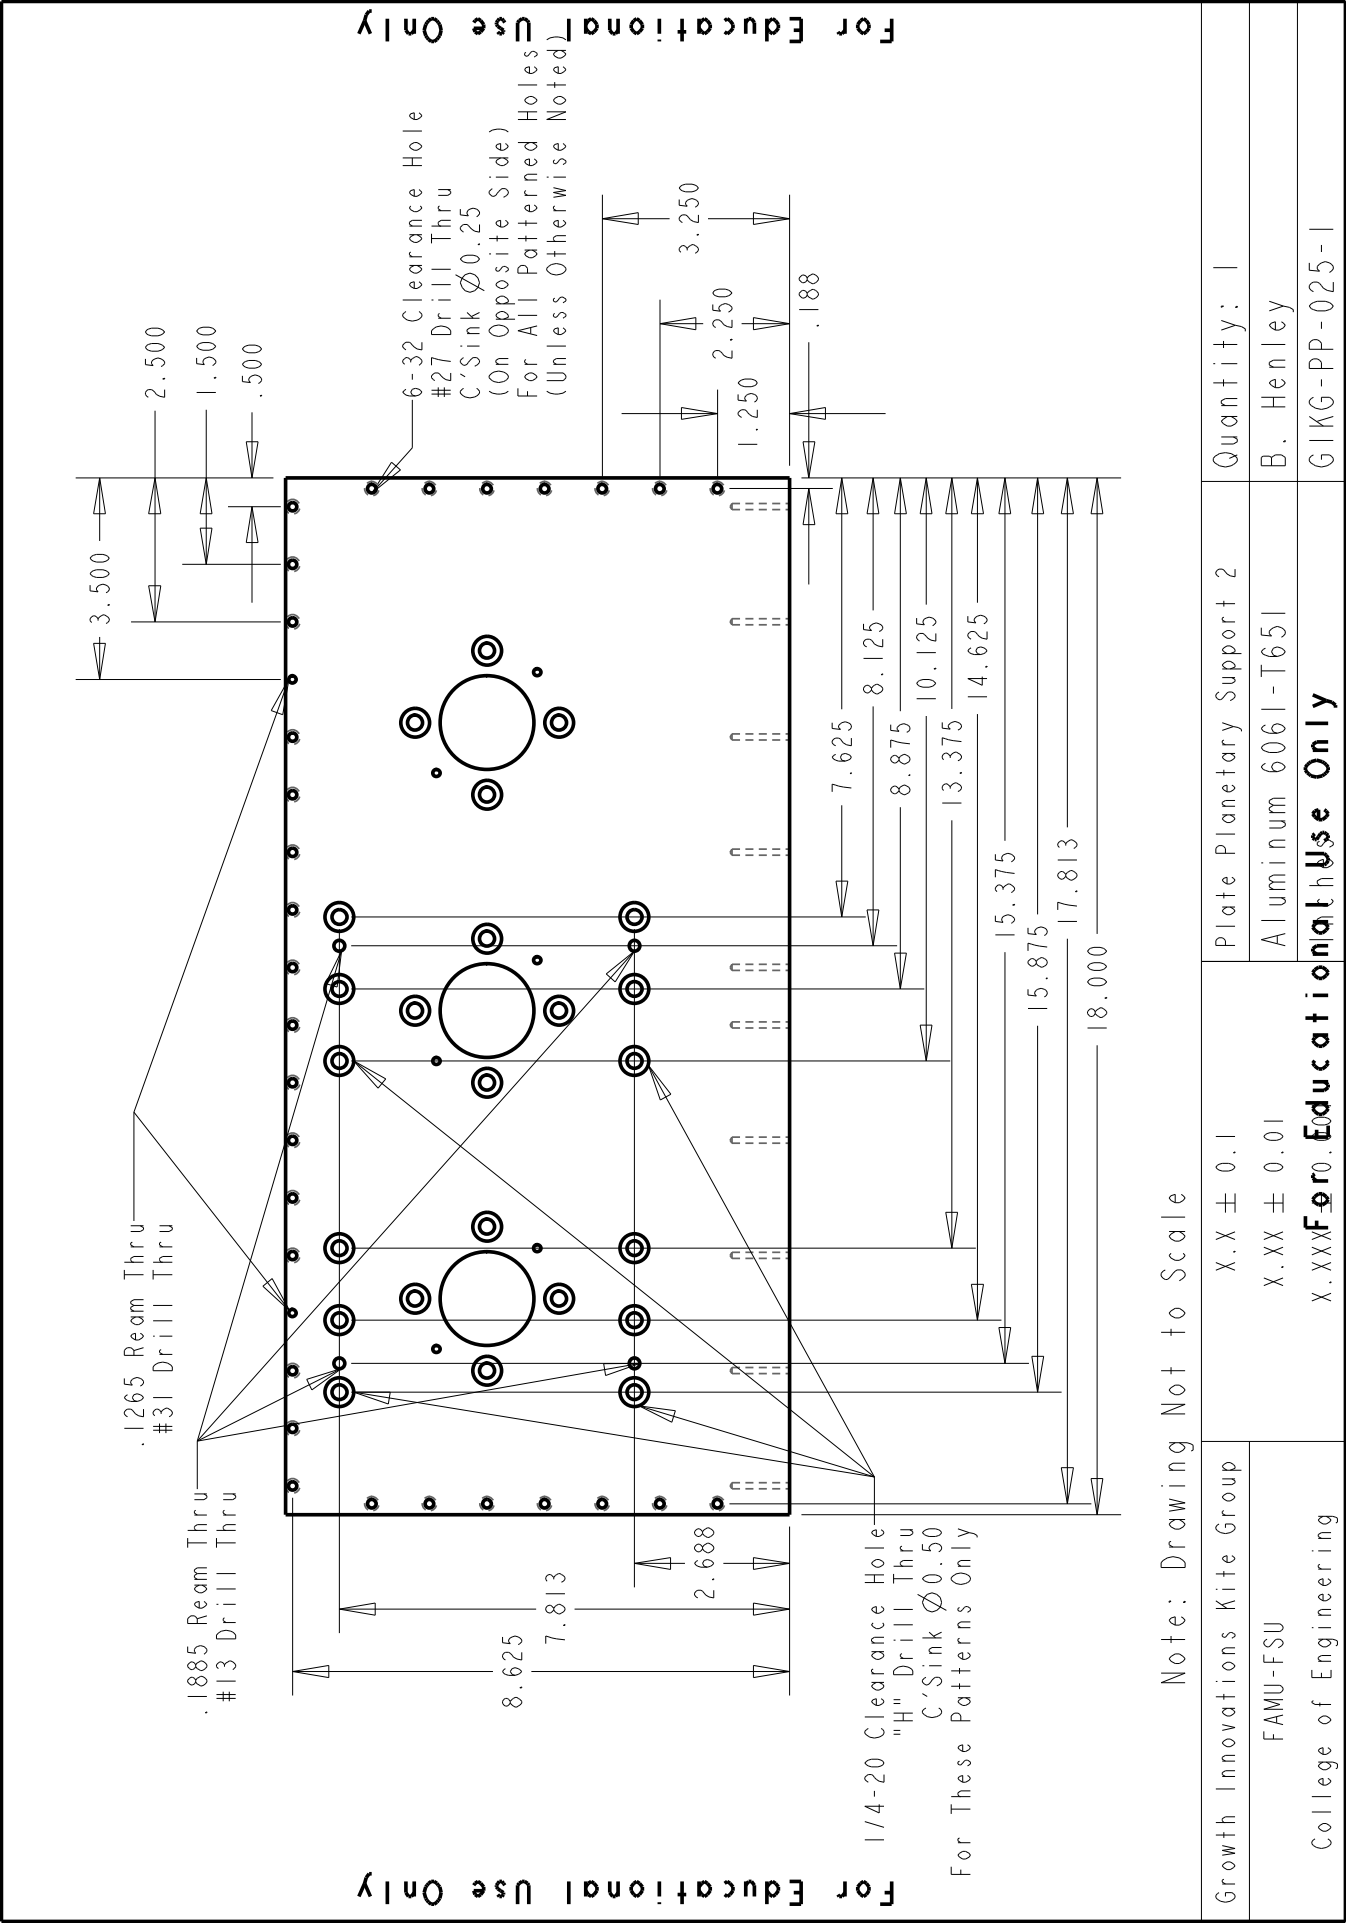 For Educational Use Only
6-32 Clearance Hole
#27 Drill Thru
C'Sink Ø0.25
(On Opposite Side)
For All Patterned Holes
(Unless Otherwise Noted)
3.500
2.500
1.500
.500
3.250
2.250
1.250
.188
7.625
8.125
8.875
10.125
13.375
14.625
15.375
15.875
17.813
18.000
.1265 Ream Thru
#31 Drill Thru
.1885 Ream Thru
#13 Drill Thru
8.625
7.813
2.688
1/4-20 Clearance Hole
"H" Drill Thru
C'Sink Ø0.50
For These Patterns Only
Note: Drawing Not to Scale
Growth Innovations Kite Group
FAMU-FSU
College of Engineering
X.X ± 0.1
X.XX ± 0.01
X.XXX
Plate Planetary Support 2
Aluminum 6061-T651
Quantity: 1
B. Henley
GIKG-PP-025-1
For Educational Use Only
For Educational Use Only